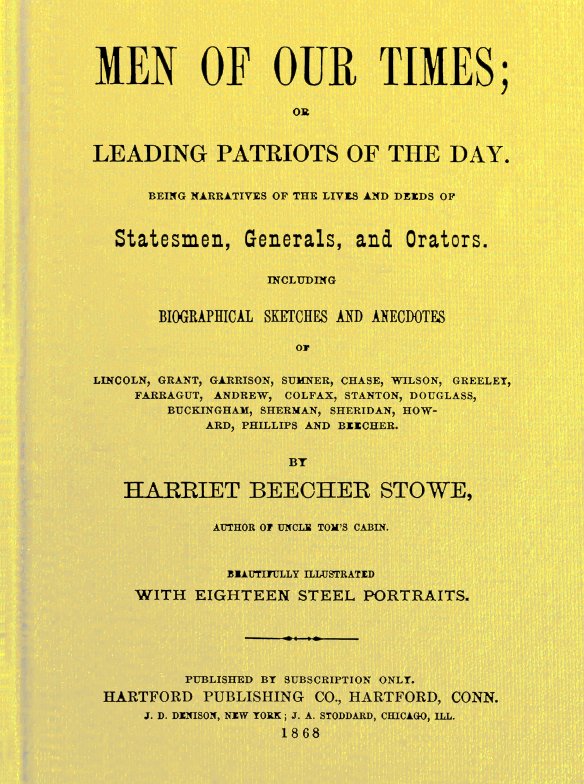 MEN OF OUR TIMES;
OR
LEADING PATRIOTS OF THE DAY.
BEING NARRATIVES OF THE LIVES AND DEEDS OF
Statesmen, Generals, and Orators.
INCLUDING
BIOGRAPHICAL SKETCHES AND ANECDOTES
OF
LINCOLN, GRANT, GARRISON, SUMNER, CHASE, WILSON, GREELEY,
FARRAGUT, ANDREW, COLFAX, STANTON, DOUGLASS,
BUCKINGHAM, SHERMAN, SHERIDAN, HOW-
ARD, PHILLIPS AND BEECHER.
BY
HARRIET BEECHER STOWE,
AUTHOR OF UNCLE TOM'S CABIN.
BEAUTIFULLY ILLUSTRATED
WITH EIGHTEEN STEEL PORTRAITS.
PUBLISHED BY SUBSCRIPTION ONLY.
HARTFORD PUBLISHING CO., HARTFORD, CONN.
J. D. DENISON, NEW YORK; J. A. STODDARD, CHICAGO, ILL.
1868